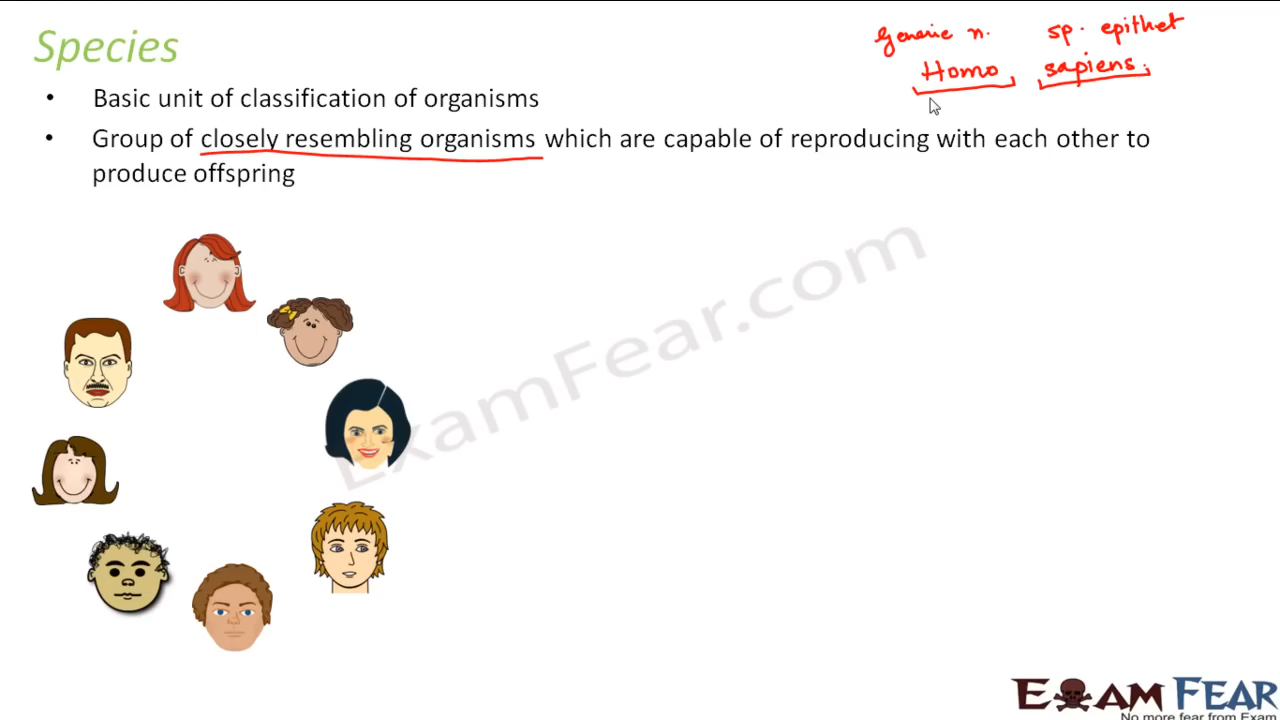 Species
Generic n. sp. epithet
Homo sapiens.
• Basic unit of classification of organisms
• Group of closely resembling organisms which are capable of reproducing with each other to
produce offspring
ExamFear.com
EXAM FEAR
No more fear from Exam